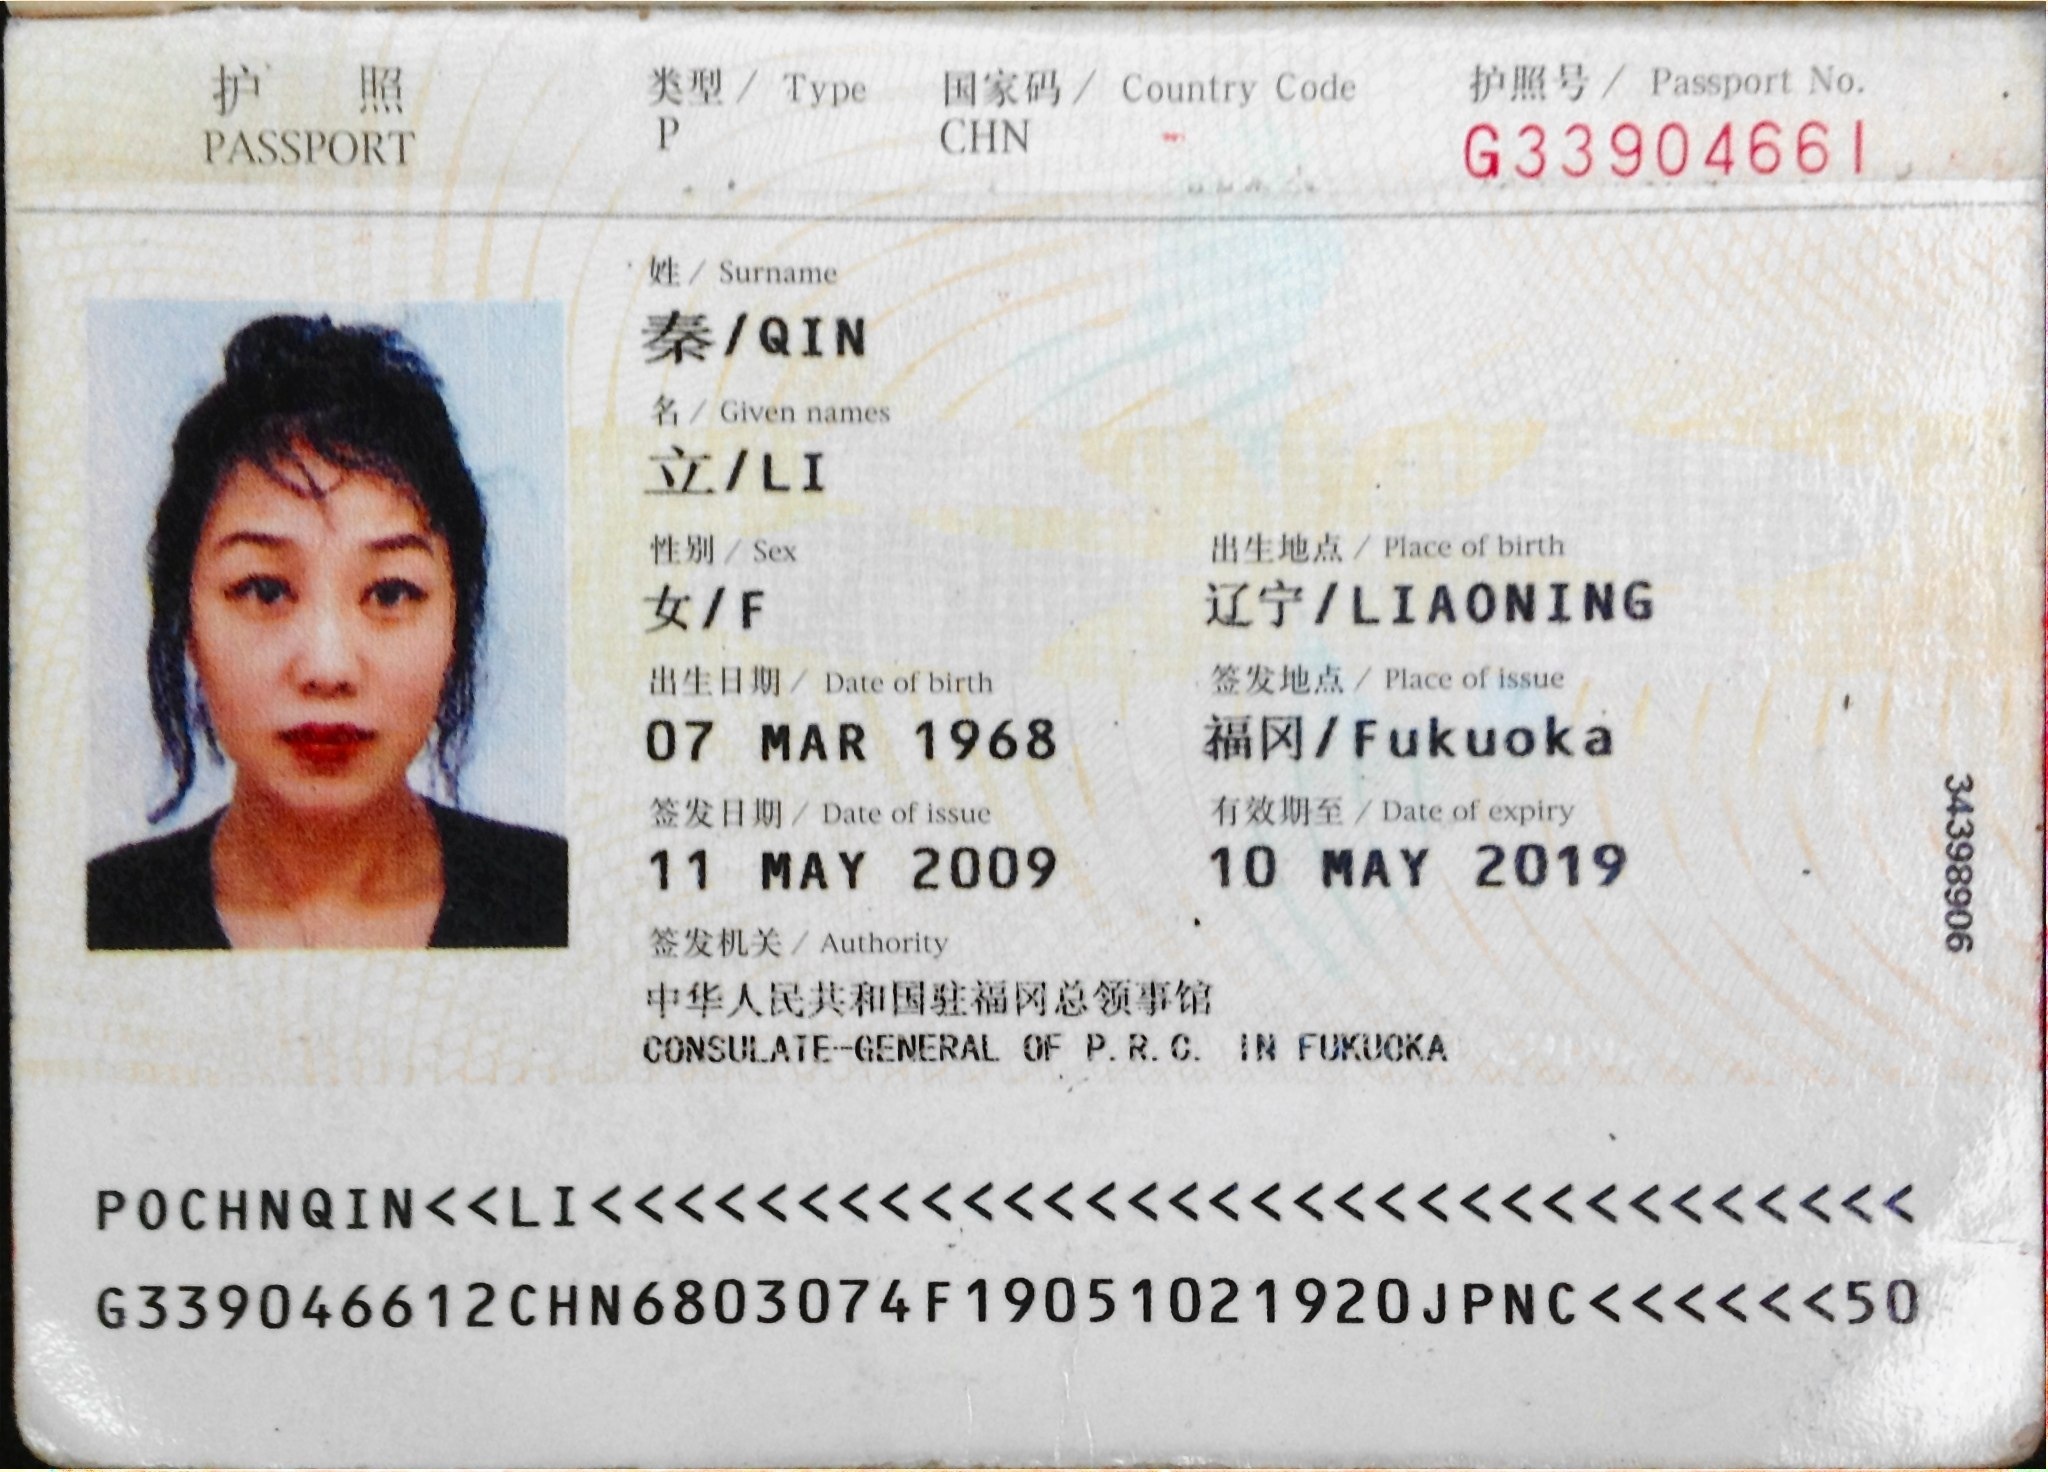 护 照
PASSPORT
类型 / Type
P
国家码 / Country Code
CHN
护照号 / Passport No.
G33904661
姓 / Surname
秦/QIN
名 / Given names
立/LI
性别 / Sex
女/F
出生地点 / Place of birth
辽宁/LIAONING
出生日期 / Date of birth
07 MAR 1968
签发地点 / Place of issue
福冈/Fukuoka
签发日期 / Date of issue
11 MAY 2009
有效期至 / Date of expiry
10 MAY 2019
签发机关 / Authority
中华人民共和国驻福冈总领事馆
CONSULATE-GENERAL OF P.R.C. IN FUKUOKA
34398906
POCHNQIN<<LI<<<<<<<<<<<<<<<<<<<<<<<<<<<<<<<<
G339046612CHN6803074F19051021920JPNC<<<<<<50